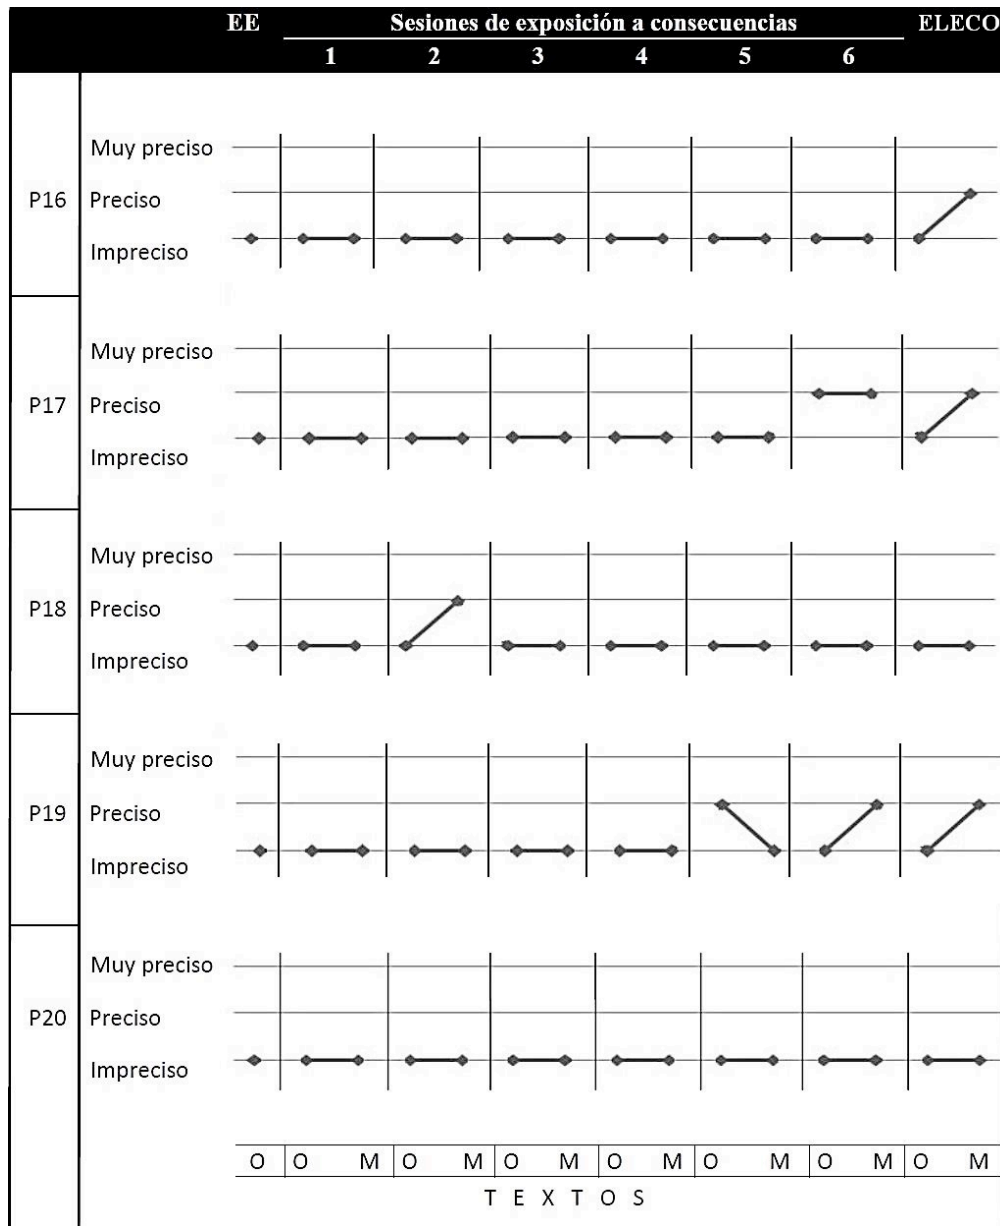 EE Sesiones de exposición a consecuencias ELECO
1 2 3 4 5 6
Muy preciso
P16 Preciso
Impreciso
Muy preciso
P17 Preciso
Impreciso
Muy preciso
P18 Preciso
Impreciso
Muy preciso
P19 Preciso
Impreciso
Muy preciso
P20 Preciso
Impreciso
O O M O M O M O M O M O M O M
T E X T O S